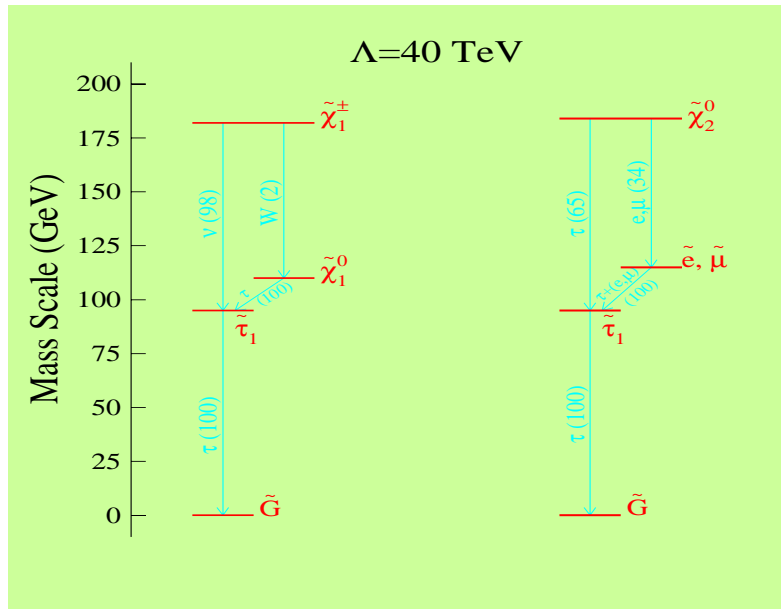 Λ=40 TeV
Mass Scale (GeV)
200
175
150
125
100
75
50
25
0
χ̃₁±
ν (98)
W (2)
χ̃₁⁰
τ
(100)
τ̃₁
τ (100)
G̃
χ̃₂⁰
τ (65)
e,μ (34)
ẽ, μ̃
τ+(e,μ)
(100)
τ̃₁
τ (100)
G̃